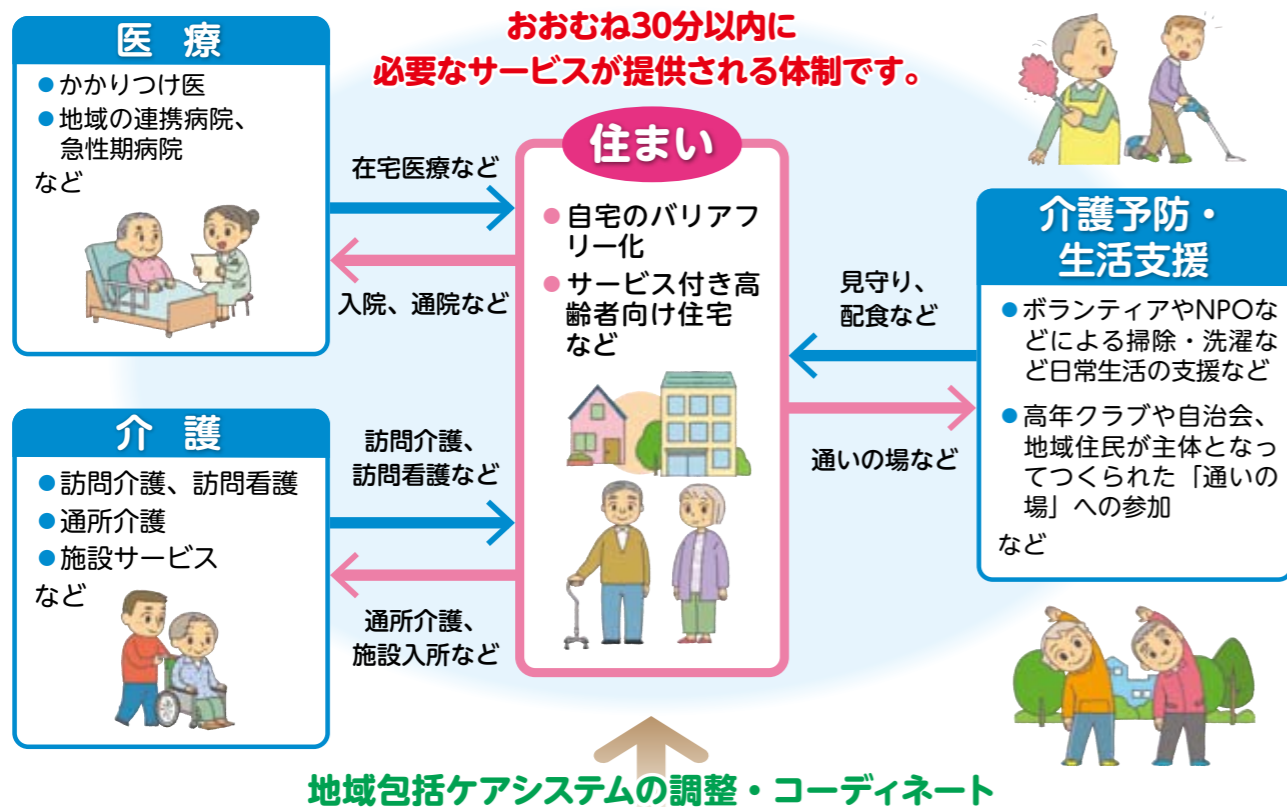 おおむね30分以内に
必要なサービスが提供される体制です。
医 療
●かかりつけ医
●地域の連携病院、
急性期病院
など
在宅医療など
入院、通院など
住まい
●自宅のバリアフ
リー化
●サービス付き高
齢者向け住宅
など
見守り、
配食など
通いの場など
介護予防・
生活支援
●ボランティアやNPOな
どによる掃除・洗濯な
ど日常生活の支援など
●高年クラブや自治会、
地域住民が主体となっ
てつくられた「通いの
場」への参加
など
介 護
●訪問介護、訪問看護
●通所介護
●施設サービス
など
訪問介護、
訪問看護など
通所介護、
施設入所など
地域包括ケアシステムの調整・コーディネート